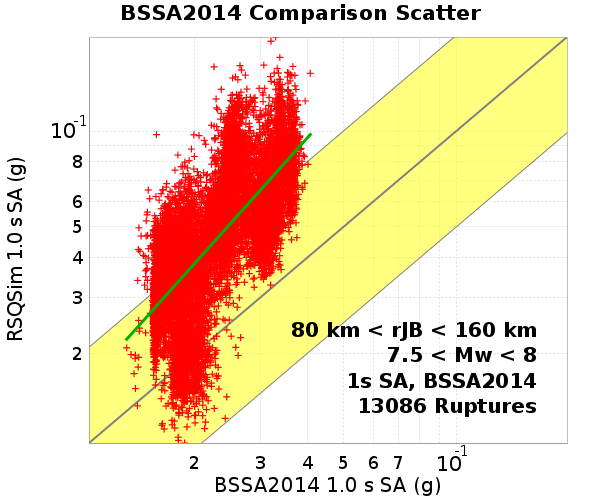 BSSA2014 Comparison Scatter
RSQSim 1.0 s SA (g)
10-1
8
6
5
4
3
2
80 km < rJB < 160 km
7.5 < Mw < 8
1s SA, BSSA2014
13086 Ruptures
2 3 4 5 6 7 10-1
BSSA2014 1.0 s SA (g)